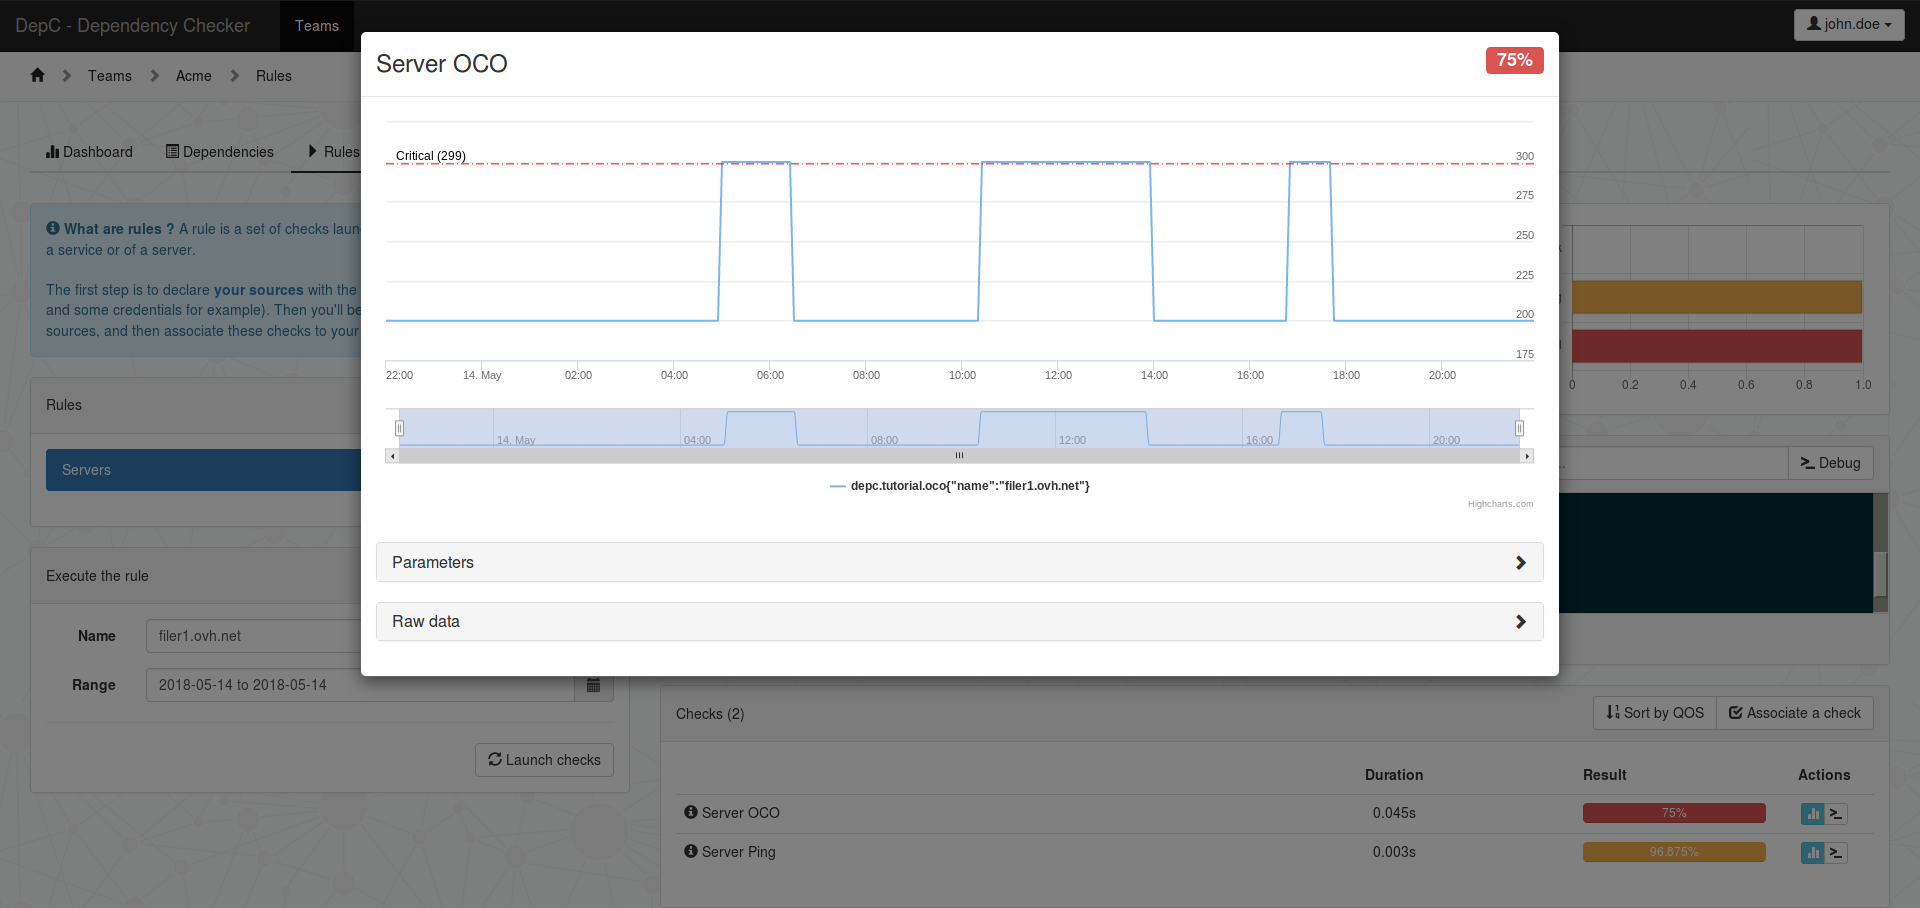 DepC - Dependency Checker
Teams
john.doe
Teams
Acme
Rules
Dashboard
Dependencies
Rules
What are rules ? A rule is a set of checks laun
a service or of a server.
The first step is to declare your sources with the
and some credentials for example). Then you'll be
sources, and then associate these checks to your
Rules
Servers
Execute the rule
Name
filer1.ovh.net
Range
2018-05-14 to 2018-05-14
Launch checks
Server OCO
75%
Critical (299)
300
275
250
225
200
175
22:00
14. May
02:00
04:00
06:00
08:00
10:00
12:00
14:00
16:00
18:00
20:00
14. May
04:00
08:00
12:00
16:00
20:00
depc.tutorial.oco{"name":"filer1.ovh.net"}
Highcharts.com
Parameters
Raw data
0
0.2
0.4
0.6
0.8
1.0
Debug
Checks (2)
Sort by QOS
Associate a check
Duration
Result
Actions
Server OCO
0.045s
75%
Server Ping
0.003s
96.875%